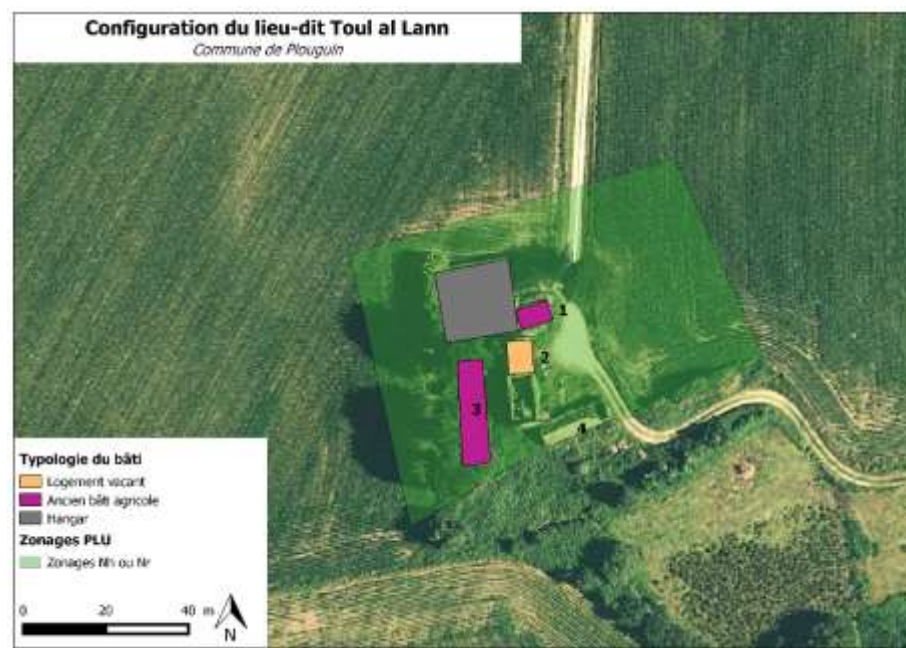 Configuration du lieu-dit Toul al Lann
Commune de Plouguin
1
2
3
4
Typologie du bâti
Logement vacant
Ancien bâti agricole
Hangar
Zonages PLU
Zonages Nh ou Nr
0 20 40 m
N